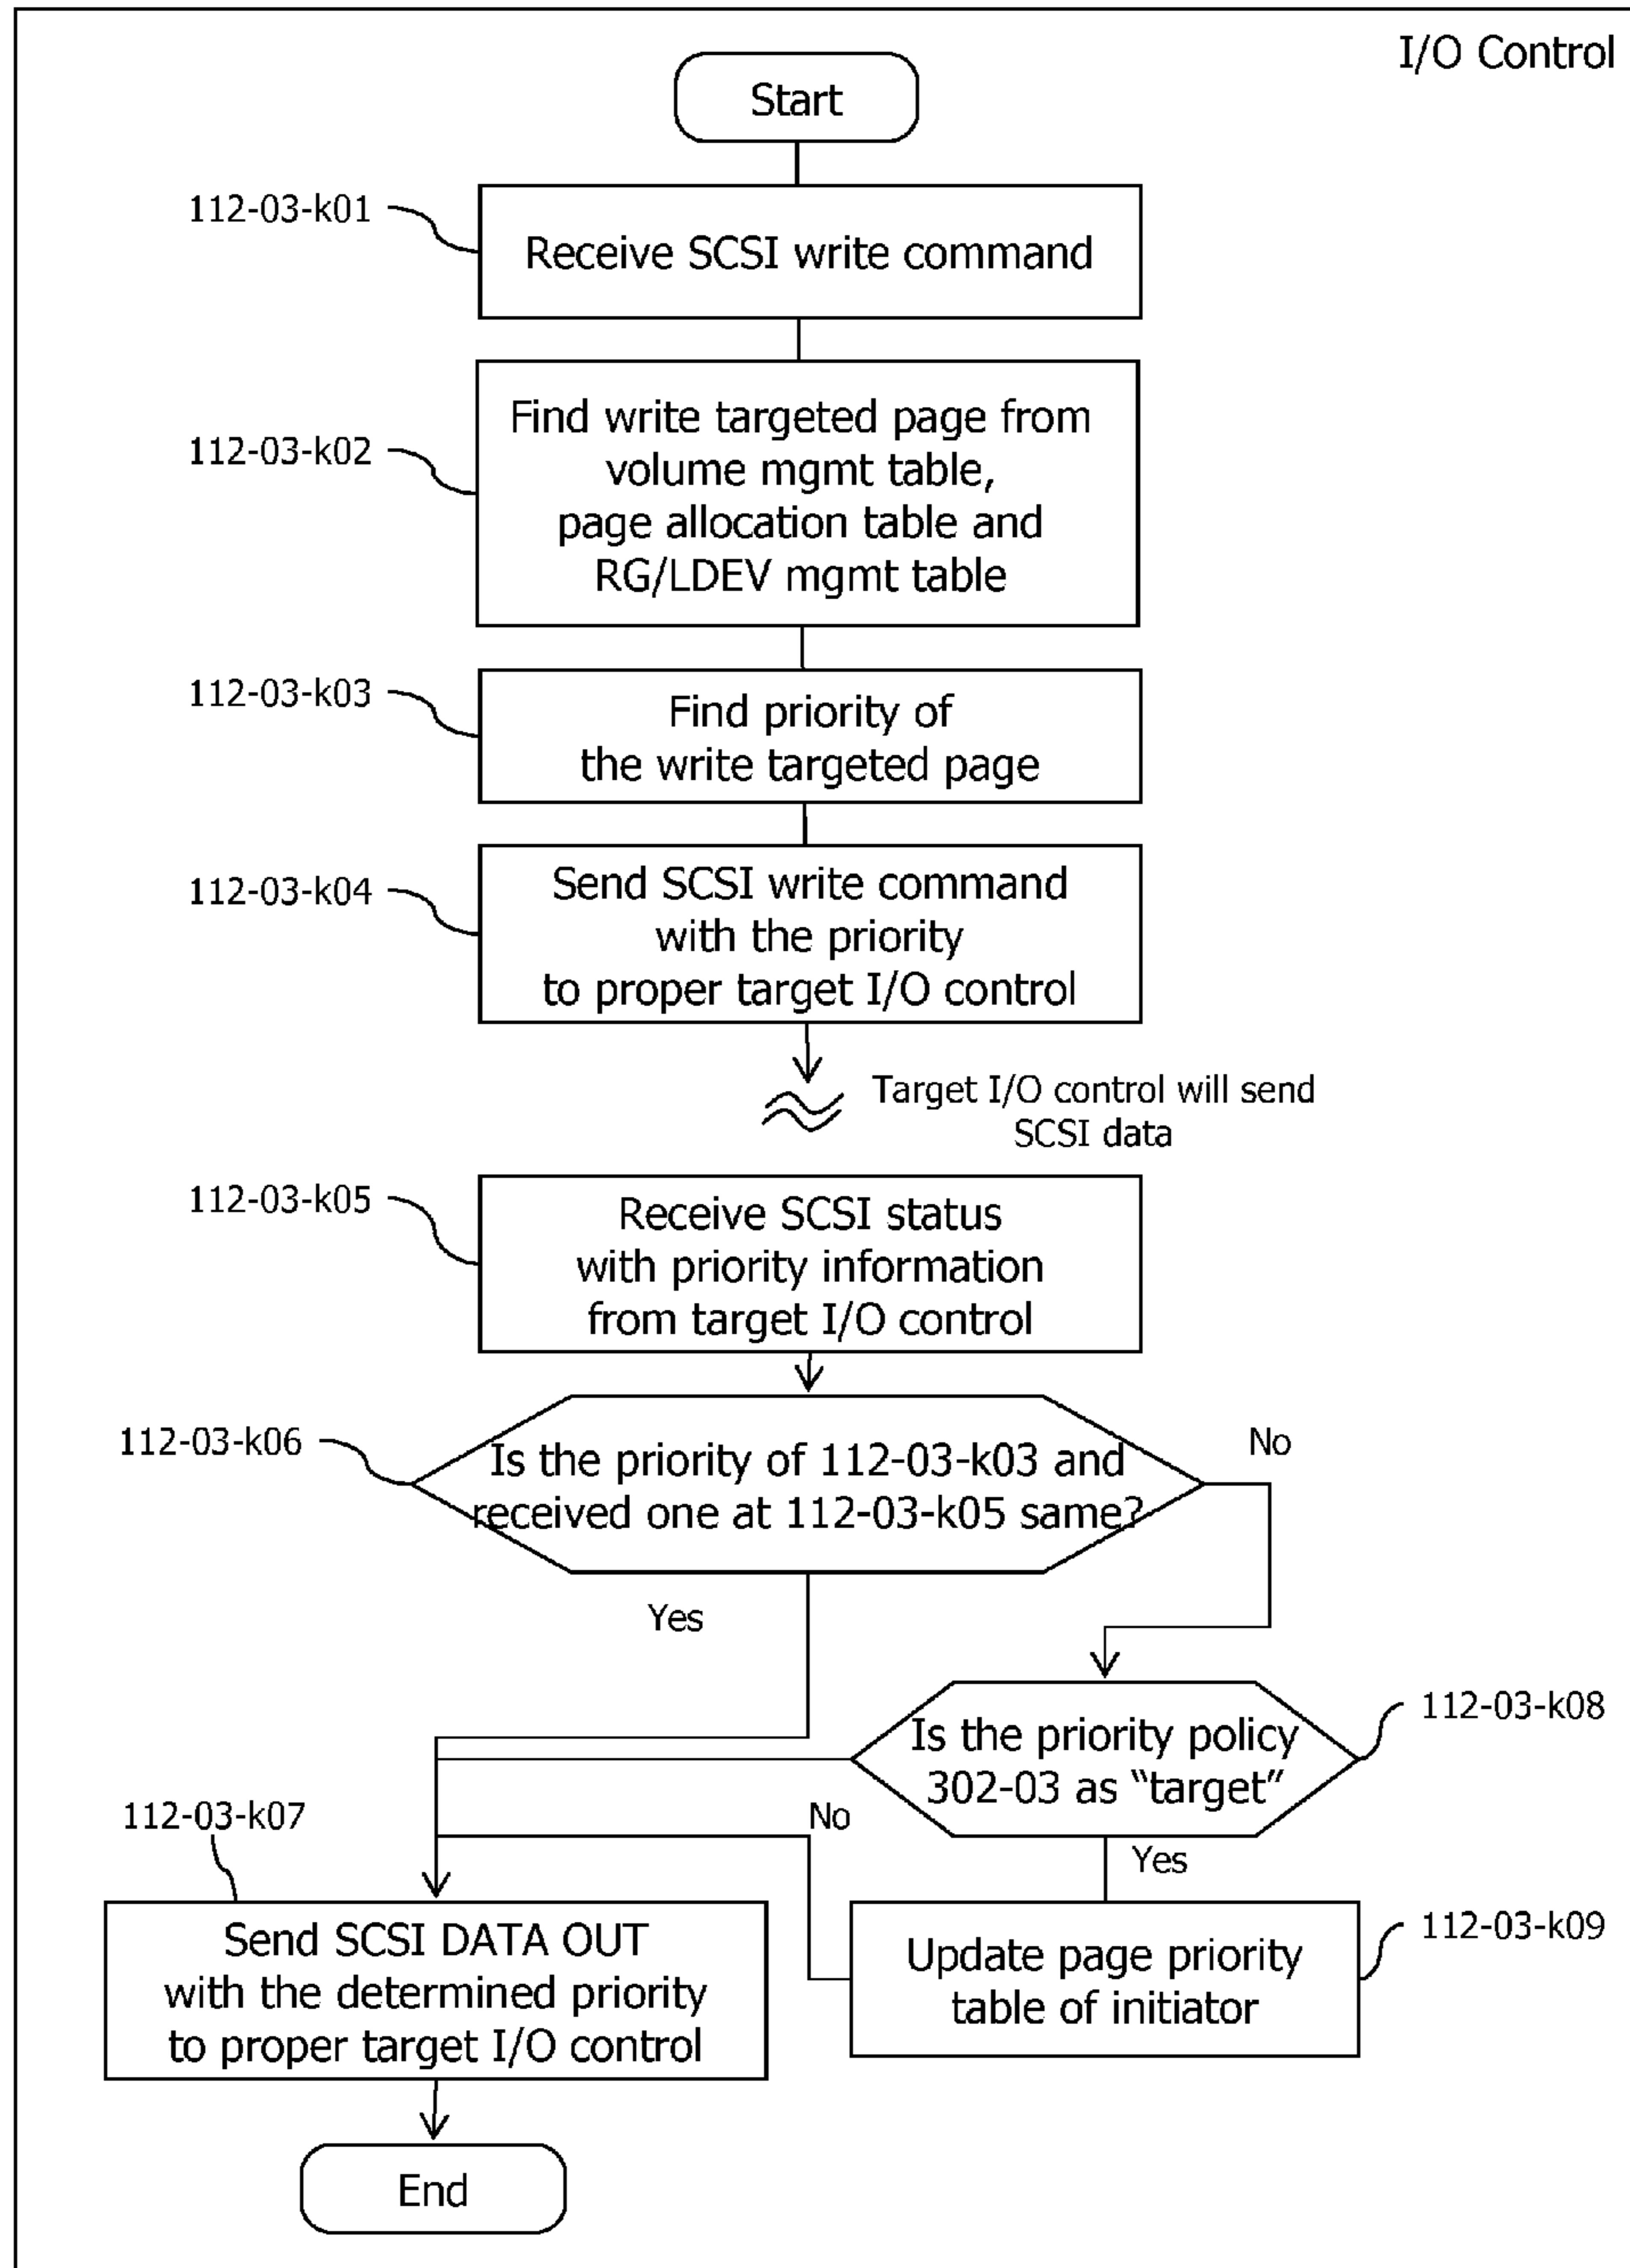 I/O Control
Start
112-03-k01
Receive SCSI write command
112-03-k02
Find write targeted page from
volume mgmt table,
page allocation table and
RG/LDEV mgmt table
112-03-k03
Find priority of
the write targeted page
112-03-k04
Send SCSI write command
with the priority
to proper target I/O control
Target I/O control will send
SCSI data
112-03-k05
Receive SCSI status
with priority information
from target I/O control
112-03-k06
Is the priority of 112-03-k03 and
received one at 112-03-k05 same?
No
Yes
112-03-k08
Is the priority policy
302-03 as “target”
No
Yes
112-03-k07
Send SCSI DATA OUT
with the determined priority
to proper target I/O control
112-03-k09
Update page priority
table of initiator
End